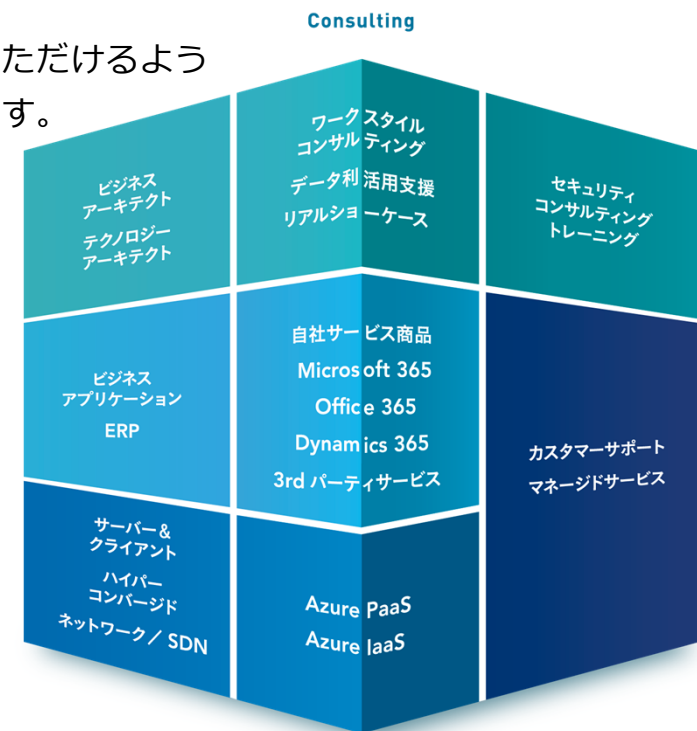 Consulting
ただけるよう
す。
ビジネス
アーキテクト
テクノロジー
アーキテクト
ワークスタイル
コンサルティング
データ利活用支援
リアルショーケース
セキュリティ
コンサルティング
トレーニング
ビジネス
アプリケーション
ERP
自社サービス商品
Microsoft 365
Office 365
Dynamics 365
3rd パーティサービス
カスタマーサポート
マネージドサービス
サーバー&
クライアント
ハイパー
コンバージド
ネットワーク/ SDN
Azure PaaS
Azure IaaS